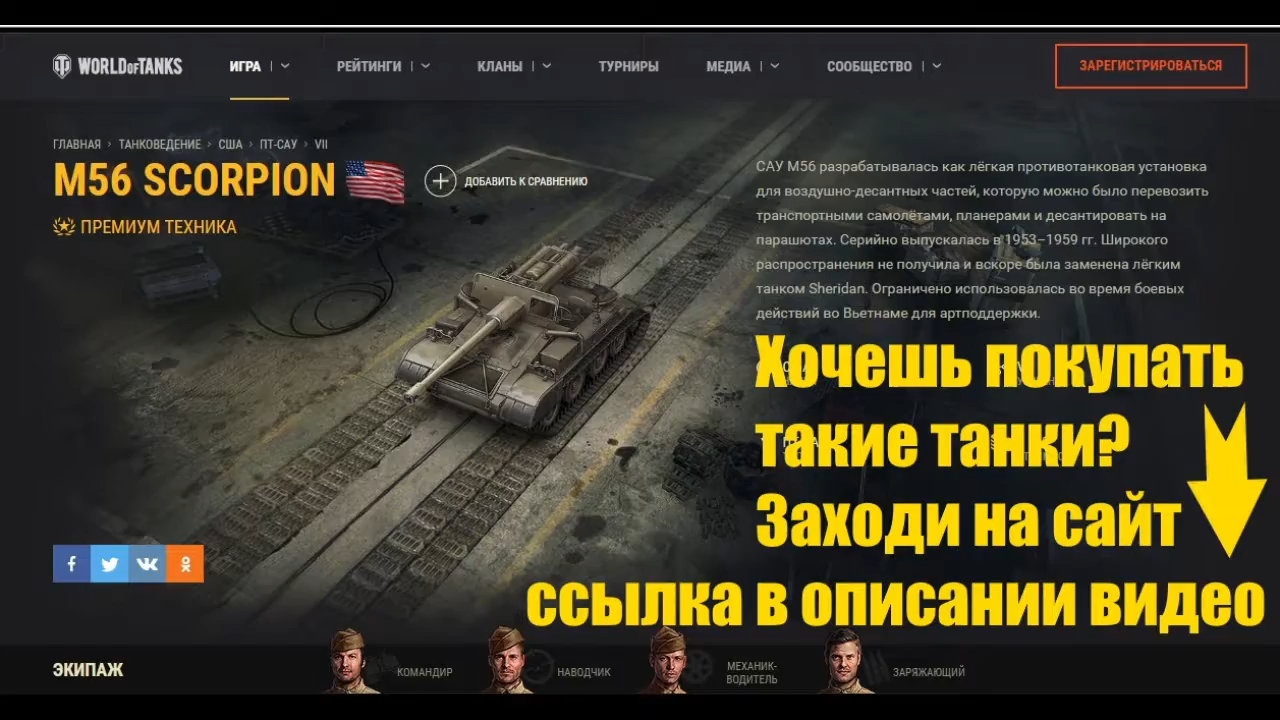 WORLD OF TANKS
ИГРА
РЕЙТИНГИ
КЛАНЫ
ТУРНИРЫ
МЕДИА
СООБЩЕСТВО
ЗАРЕГИСТРИРОВАТЬСЯ
ГЛАВНАЯ › ТАНКОВЕДЕНИЕ › США › ПТ-САУ › VII
M56 SCORPION
ДОБАВИТЬ К СРАВНЕНИЮ
ПРЕМИУМ ТЕХНИКА
САУ М56 разрабатывалась как лёгкая противотанковая установка
для воздушно-десантных частей, которую можно было перевозить
транспортными самолётами, планерами и десантировать на
парашютах. Серийно выпускалась в 1953–1959 гг. Широкого
распространения не получила и вскоре была заменена лёгким
танком Sheridan. Ограничено использовалась во время боевых
действий во Вьетнаме для артподдержки.
Хочешь покупать
такие танки?
Заходи на сайт
ссылка в описании видео
ЭКИПАЖ
КОМАНДИР
НАВОДЧИК
МЕХАНИК-
ВОДИТЕЛЬ
ЗАРЯЖАЮЩИЙ